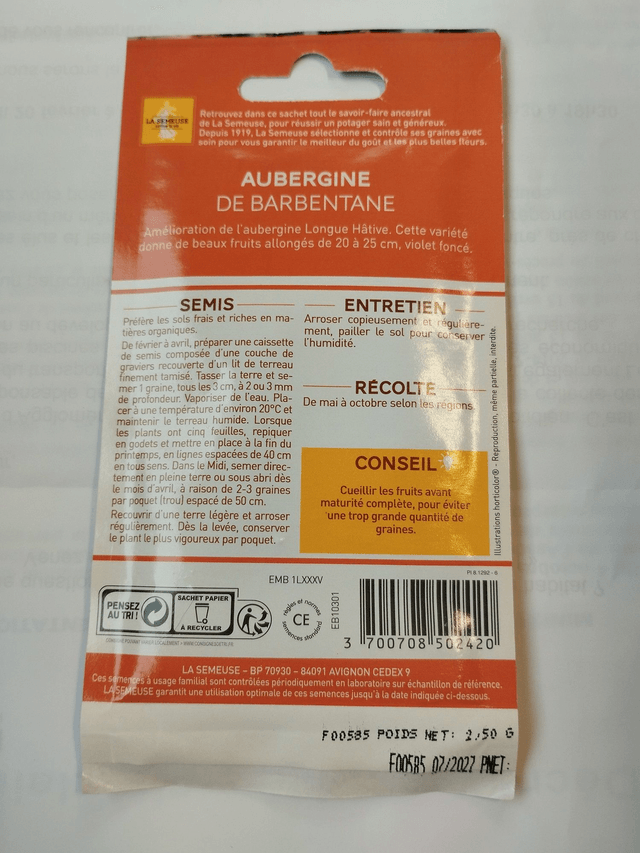 LA SEMEUSE
Retrouvez dans ce sachet tout le savoir-faire ancestral
de La Semeuse, pour réussir un potager sain et généreux.
Depuis 1919, La Semeuse sélectionne et contrôle ses graines avec
soin pour vous garantir le meilleur du goût et les plus belles fleurs.
AUBERGINE
DE BARBENTANE
Amélioration de l'aubergine Longue Hâtive. Cette variété
donne de beaux fruits allongés de 20 à 25 cm, violet foncé.
SEMIS
Préfère les sols frais et riches en ma-
tières organiques.
De février à avril, préparer une caissette
de semis composée d'une couche de
graviers recouverte d'un lit de terreau
finement tamisé. Tasser la terre et se-
mer 1 graine, tous les 3 cm, à 2 ou 3 mm
de profondeur. Vaporiser de l'eau. Pla-
cer à une température d'environ 20°C et
maintenir le terreau humide. Lorsque
les plants ont cinq feuilles, repiquer
en godets et mettre en place à la fin du
printemps, en lignes espacées de 40 cm
en tous sens. Dans le Midi, semer direc-
tement en pleine terre ou sous abri dès
le mois d'avril, à raison de 2-3 graines
par poquet (trou) espacé de 50 cm.
Recouvrir d'une terre légère et arroser
régulièrement. Dès la levée, conserver
le plant le plus vigoureux par poquet.
ENTRETIEN
Arroser copieusement et régulière-
ment, pailler le sol pour conserver
l'humidité.
RÉCOLTE
De mai à octobre selon les régions.
CONSEIL
Cueillir les fruits avant
maturité complète, pour éviter
une trop grande quantité de
graines.
Illustrations horticolor® - Reproduction, même partielle, interdite.
EMB 1LXXXV
PI 8 1292 - 6
PENSEZ
AU TRI !
SACHET PAPIER
À RECYCLER
règles et normes
CE
semences standard
EB10301
3 700708 502420
LA SEMEUSE - BP 70930 - 84091 AVIGNON CEDEX 9
Ces semences à usage familial sont contrôlées périodiquement en laboratoire sur échantillon de référence.
LA SEMEUSE garantit une utilisation optimale de ces semences jusqu'à la date indiquée ci-dessous.
F00585 POIDS NET: 2,50 G
F00585 07/2027 PNET: